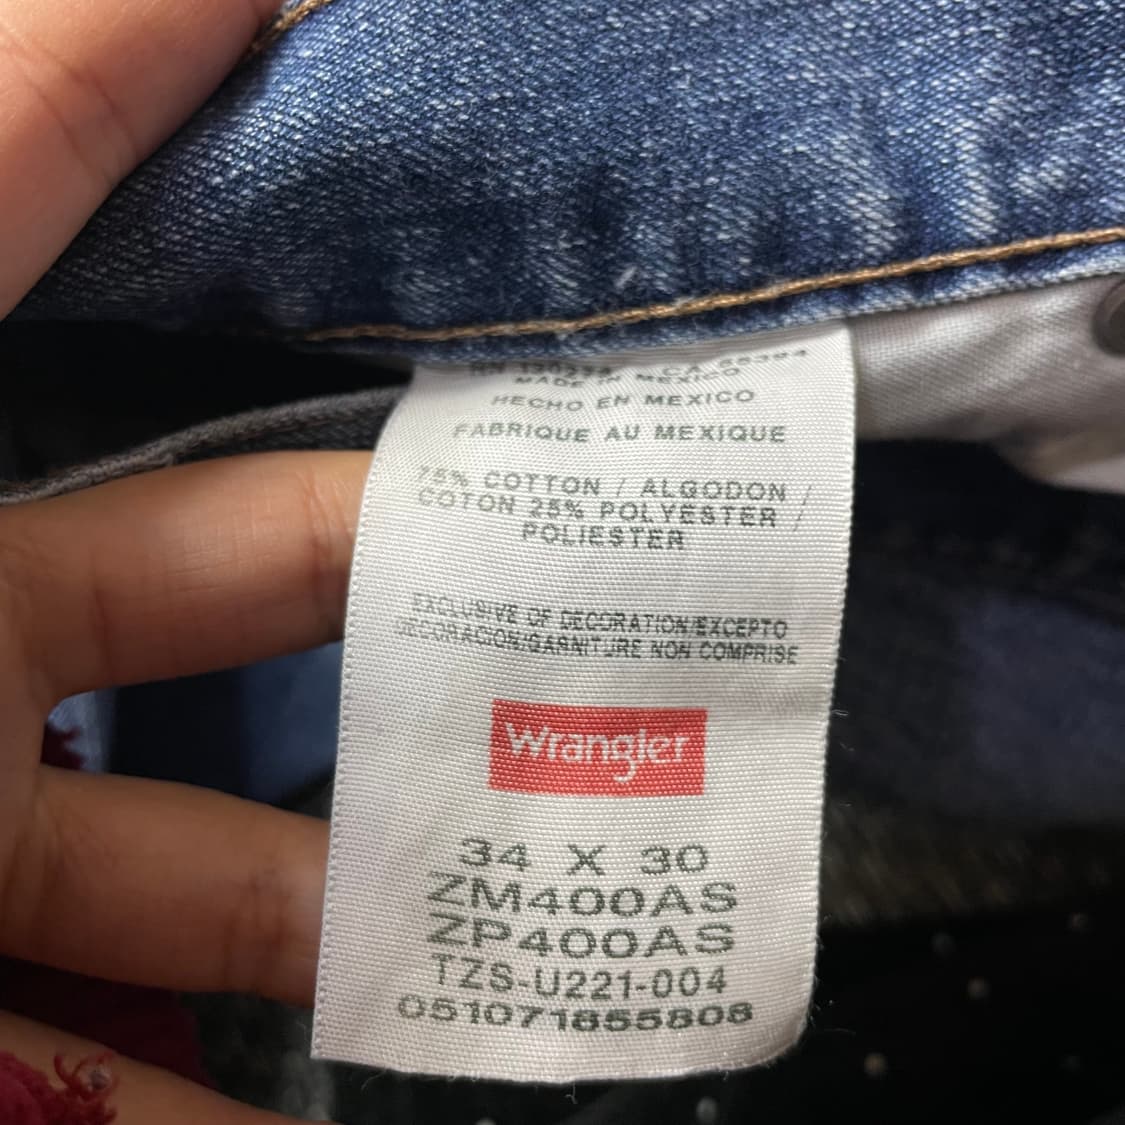 MADE IN MEXICO
HECHO EN MEXICO
FABRIQUE AU MEXIQUE
75% COTTON / ALGODON /
COTON 25% POLYESTER /
POLIESTER
EXCLUSIVE OF DECORATION/EXCEPTO
DECORACION/GARNITURE NON COMPRISE
Wrangler
34 X 30
ZM400AS
ZP400AS
TZS-U221-004
051071855808